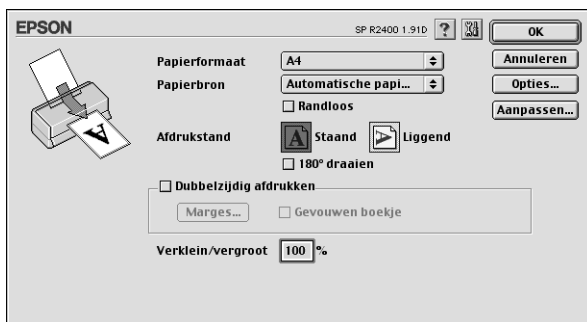 EPSON
SP R2400 1.91D
?
OK
Papierformaat
A4
Annuleren
Papierbron
Automatische papi...
Opties...
Randloos
Aanpassen...
Afdrukstand
A Staand
A Liggend
180° draaien
Dubbelzijdig afdrukken
Marges...
Gevouwen boekje
Verklein/vergroot
100 %
A